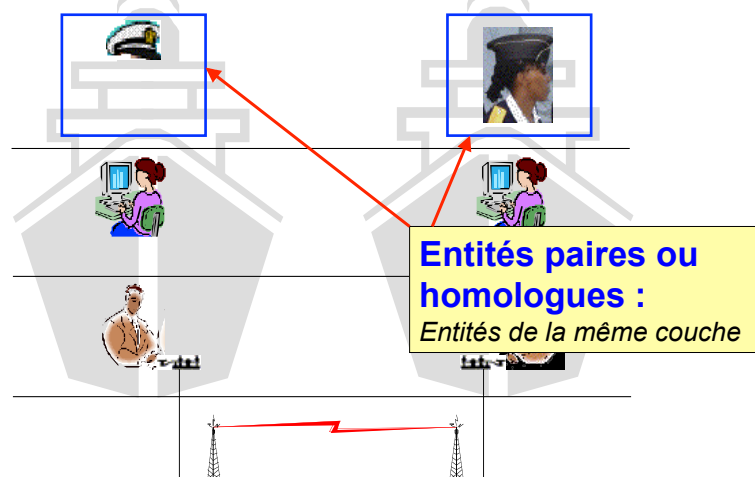 Entités paires ou
homologues :
Entités de la même couche